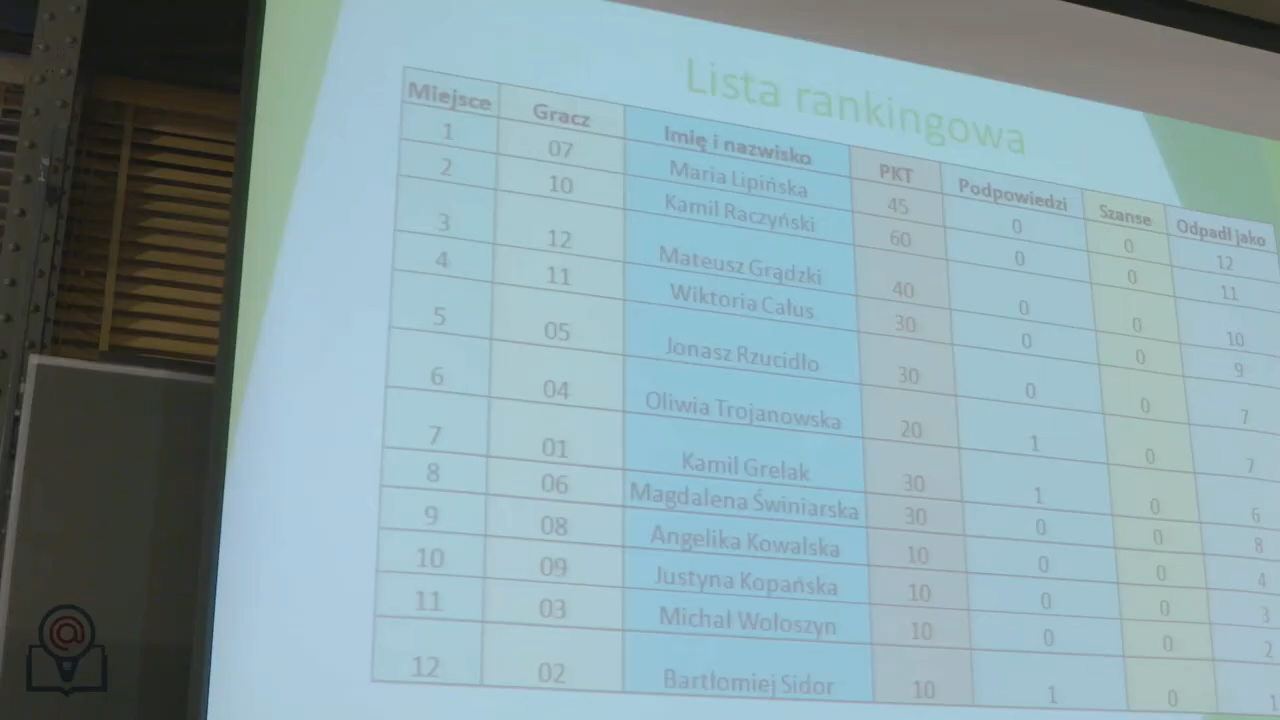 Lista rankingowa
Miejsce Gracz Imię i nazwisko PKT Podpowiedzi Szanse Odpadł jako
1 07 Maria Lipińska 45 0 0 12
2 10 Kamil Raczyński 60 0 0 11
3 12 Mateusz Grądzki 40 0 0 10
4 11 Wiktoria Całus 30 0 0 9
5 05 Jonasz Rzucidło 30 0 0 7
6 04 Oliwia Trojanowska 20 1 0 7
7 01 Kamil Grelak 30 1 0 6
8 06 Magdalena Świniarska 30 0 0 8
9 08 Angelika Kowalska 10 0 0 4
10 09 Justyna Kopańska 10 0 0 3
11 03 Michał Wołoszyn 10 0 0 2
12 02 Bartłomiej Sidor 10 1 0 1
@